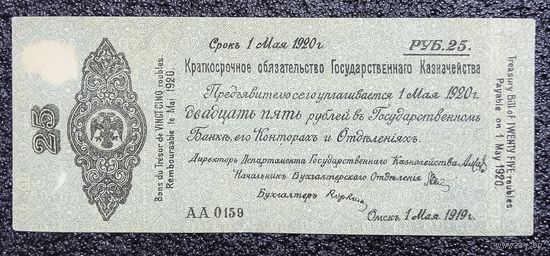 Срокъ 1 Мая 1920 г.
РУБ. 25.
Краткосрочное обязательство Государственнаго Казначейства
Предъявителю сего уплачивается 1 Мая 1920 г.
двадцать пять рублей въ Государственномъ
Банкѣ, его Конторахъ и Отдѣленіяхъ.
Директоръ Департамента Государственнаго Казначейства
Начальникъ Бухгалтерскаго Отдѣленія
Бухгалтеръ
АА 0159
Омскъ, 1 Мая 1919 г.
25
Bons du Trésor de VINGT CINQ roubles.
Remboursable le Mai 1920.
Treasury Bill of TWENTY FIVE roubles.
Payable on 1 May 1920.